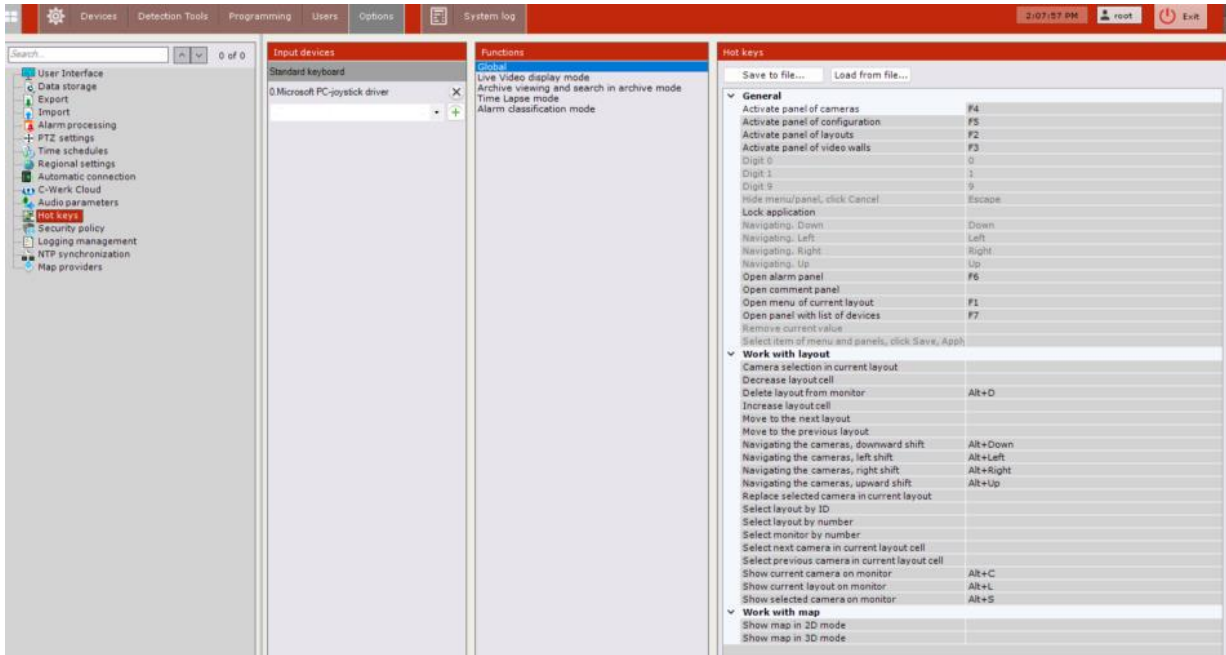 Devices Detection Tools Programming Users Options System log 2:07:57 PM root Exit
Search... 0 of 0
User Interface
Data storage
Export
Import
Alarm processing
PTZ settings
Time schedules
Regional settings
Automatic connection
C-Werk Cloud
Audio parameters
Hot keys
Security policy
Logging management
NTP synchronization
Map providers
Input devices
Standard keyboard
0.Microsoft PC-joystick driver
Functions
Global
Live Video display mode
Archive viewing and search in archive mode
Time Lapse mode
Alarm classification mode
Hot keys
Save to file... Load from file...
General
Activate panel of cameras F4
Activate panel of configuration F5
Activate panel of layouts F2
Activate panel of video walls F3
Digit 0 0
Digit 1 1
Digit 9 9
Hide menu/panel, click Cancel Escape
Lock application
Navigating. Down Down
Navigating. Left Left
Navigating. Right Right
Navigating. Up Up
Open alarm panel F6
Open comment panel
Open menu of current layout F1
Open panel with list of devices F7
Remove current value
Select item of menu and panels, click Save, Appl
Work with layout
Camera selection in current layout
Decrease layout cell
Delete layout from monitor Alt+D
Increase layout cell
Move to the next layout
Move to the previous layout
Navigating the cameras, downward shift Alt+Down
Navigating the cameras, left shift Alt+Left
Navigating the cameras, right shift Alt+Right
Navigating the cameras, upward shift Alt+Up
Replace selected camera in current layout
Select layout by ID
Select layout by number
Select monitor by number
Select next camera in current layout cell
Select previous camera in current layout cell
Show current camera on monitor Alt+C
Show current layout on monitor Alt+L
Show selected camera on monitor Alt+S
Work with map
Show map in 2D mode
Show map in 3D mode